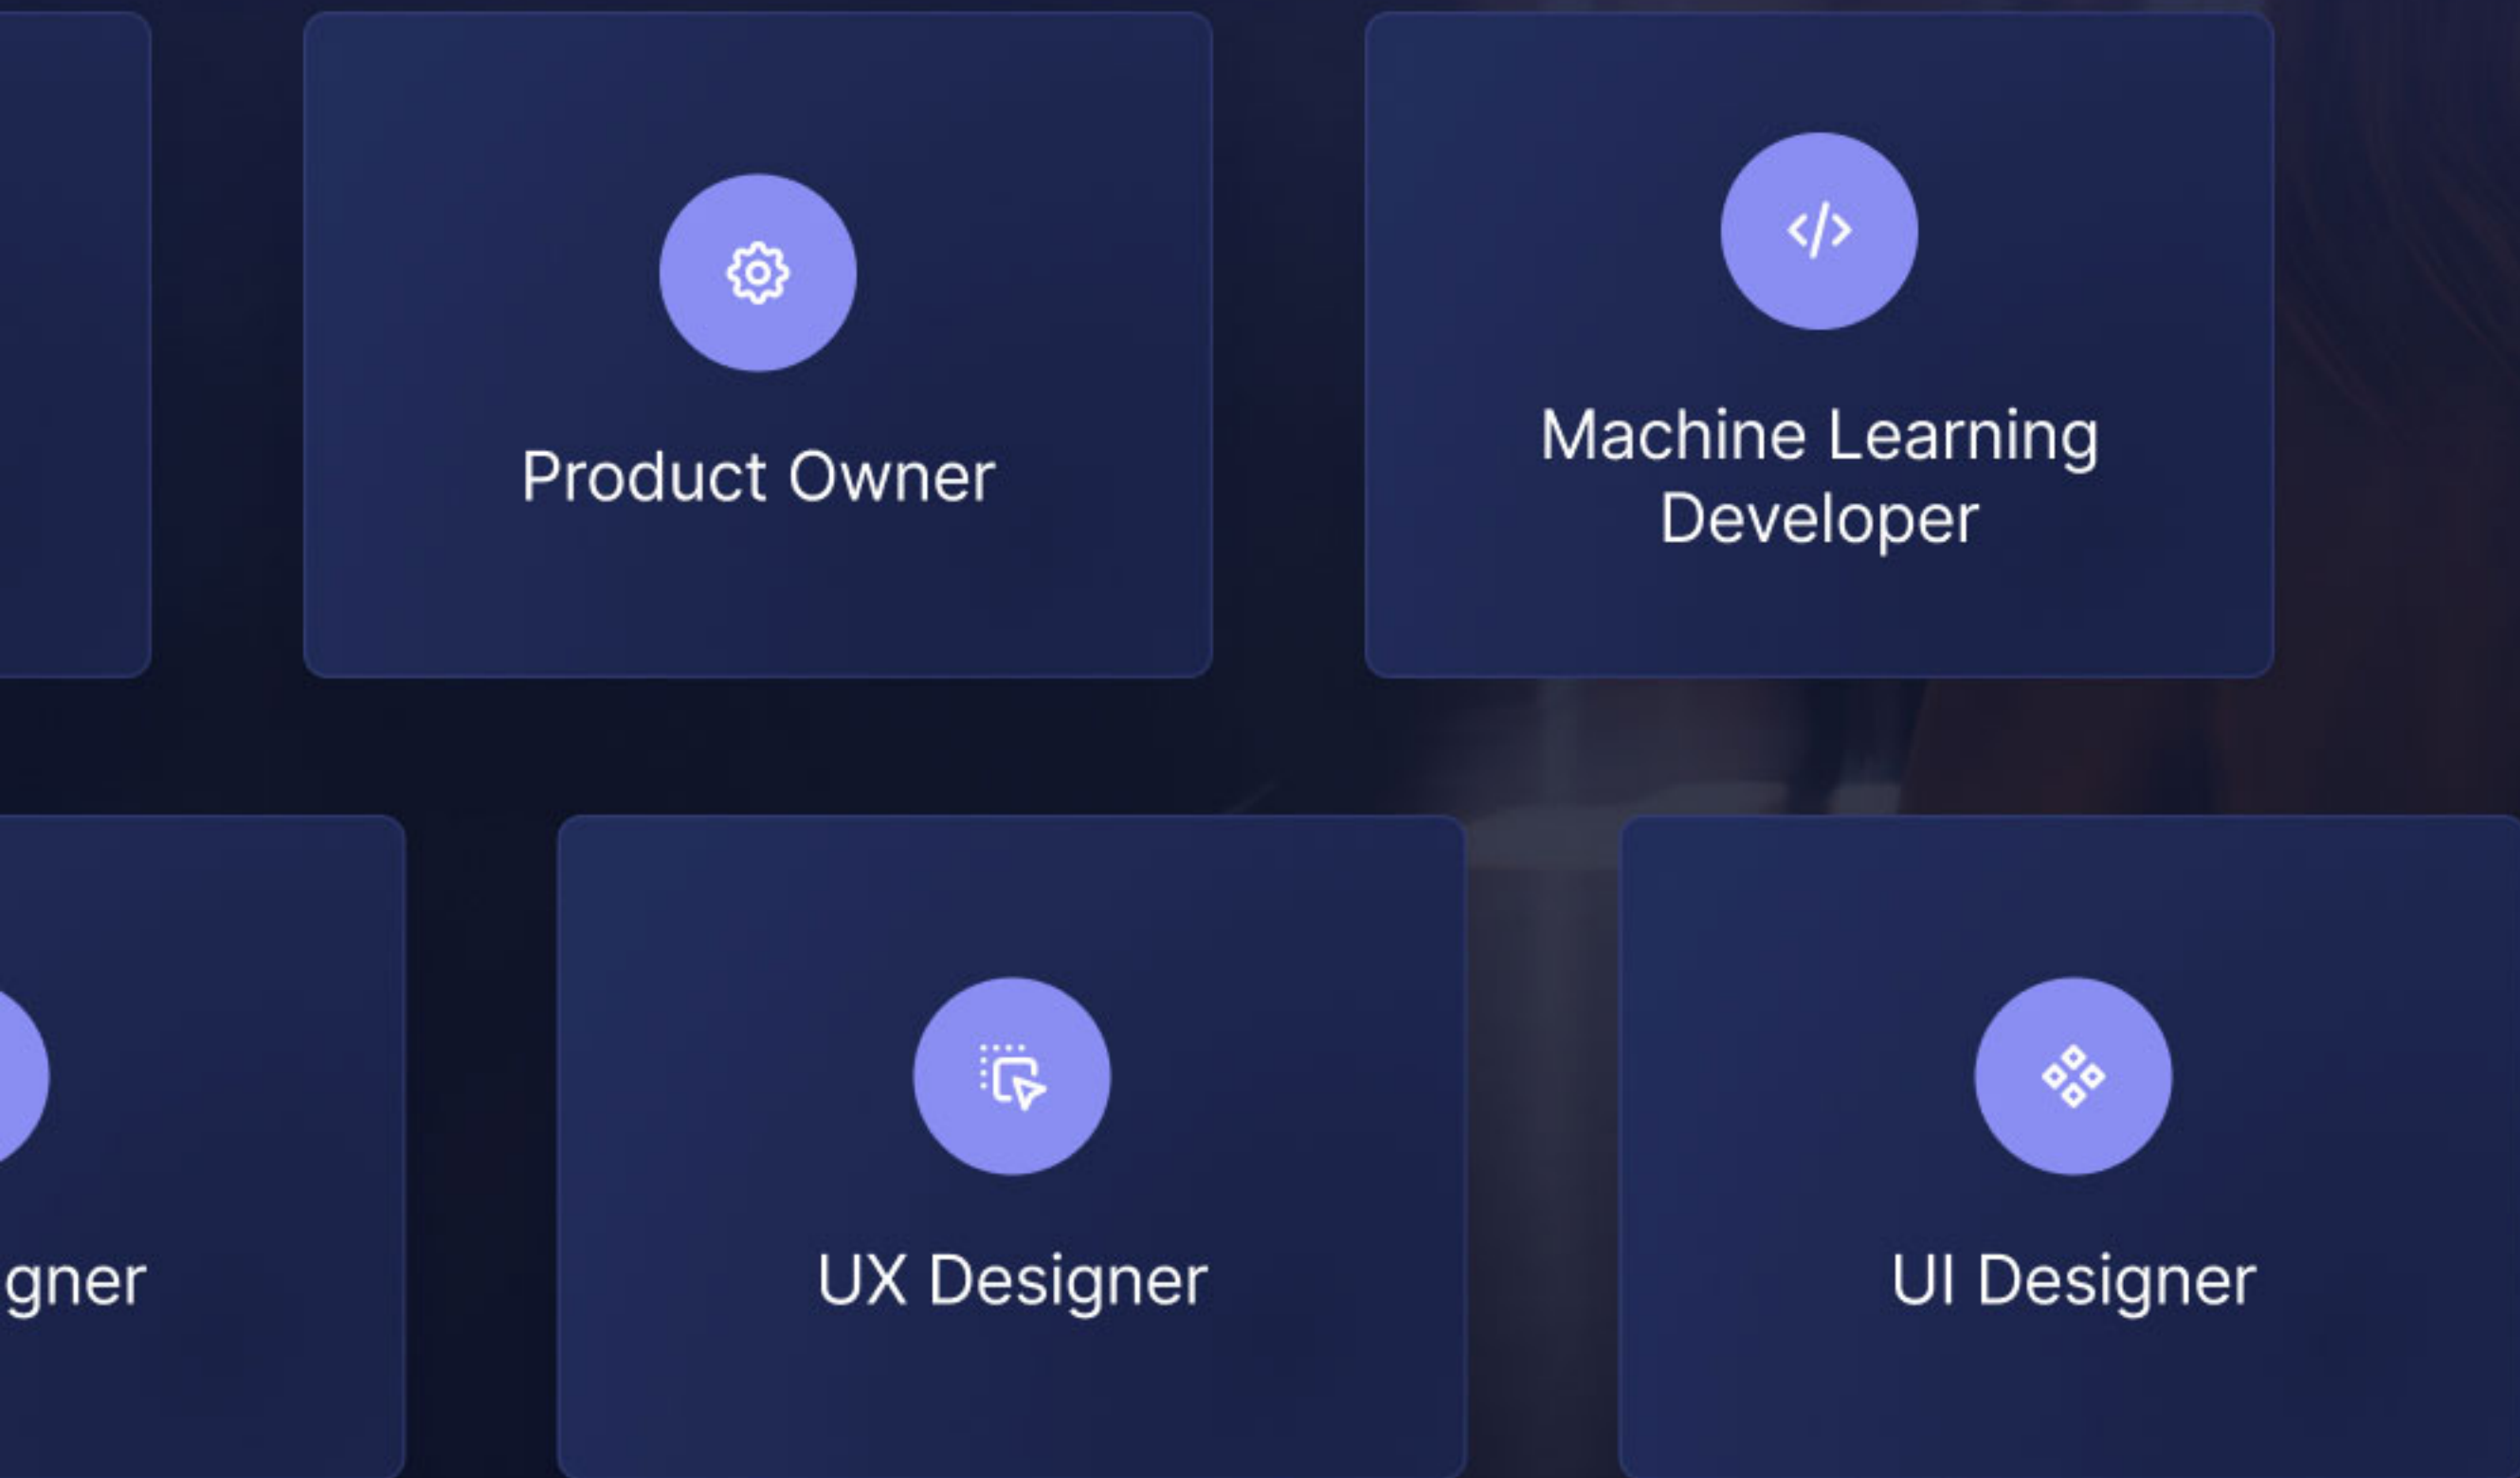 Product Owner
Machine Learning
Developer
gner
UX Designer
UI Designer